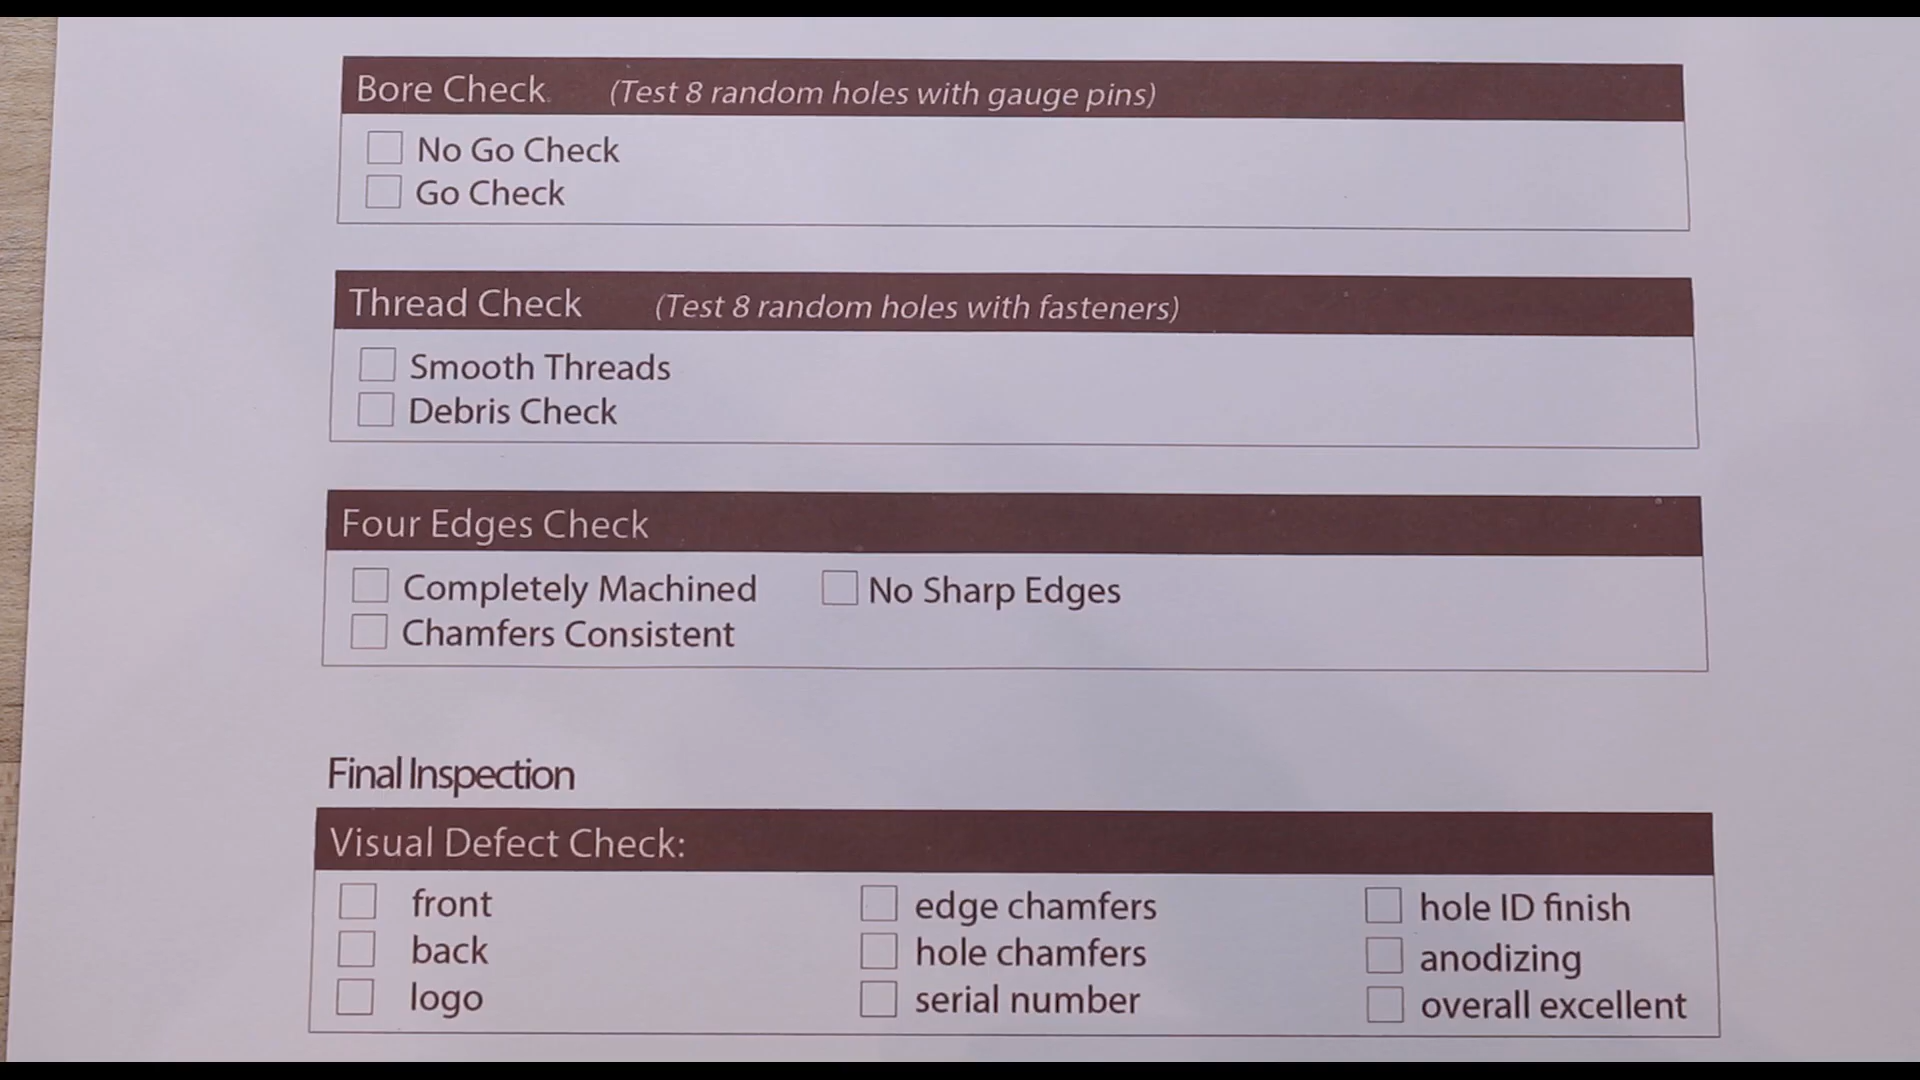 Bore Check (Test 8 random holes with gauge pins)
No Go Check
Go Check
Thread Check (Test 8 random holes with fasteners)
Smooth Threads
Debris Check
Four Edges Check
Completely Machined No Sharp Edges
Chamfers Consistent
Final Inspection
Visual Defect Check:
front edge chamfers hole ID finish
back hole chamfers anodizing
logo serial number overall excellent